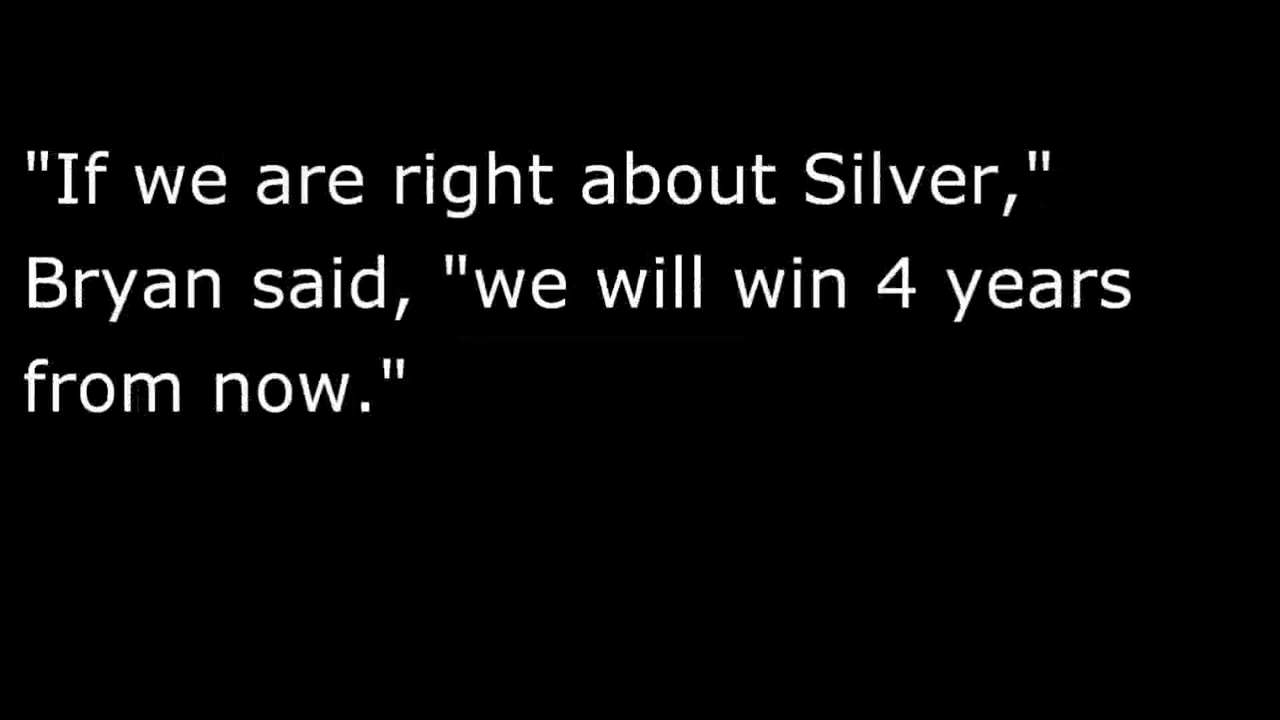 "If we are right about Silver,"
Bryan said, "we will win 4 years
from now."